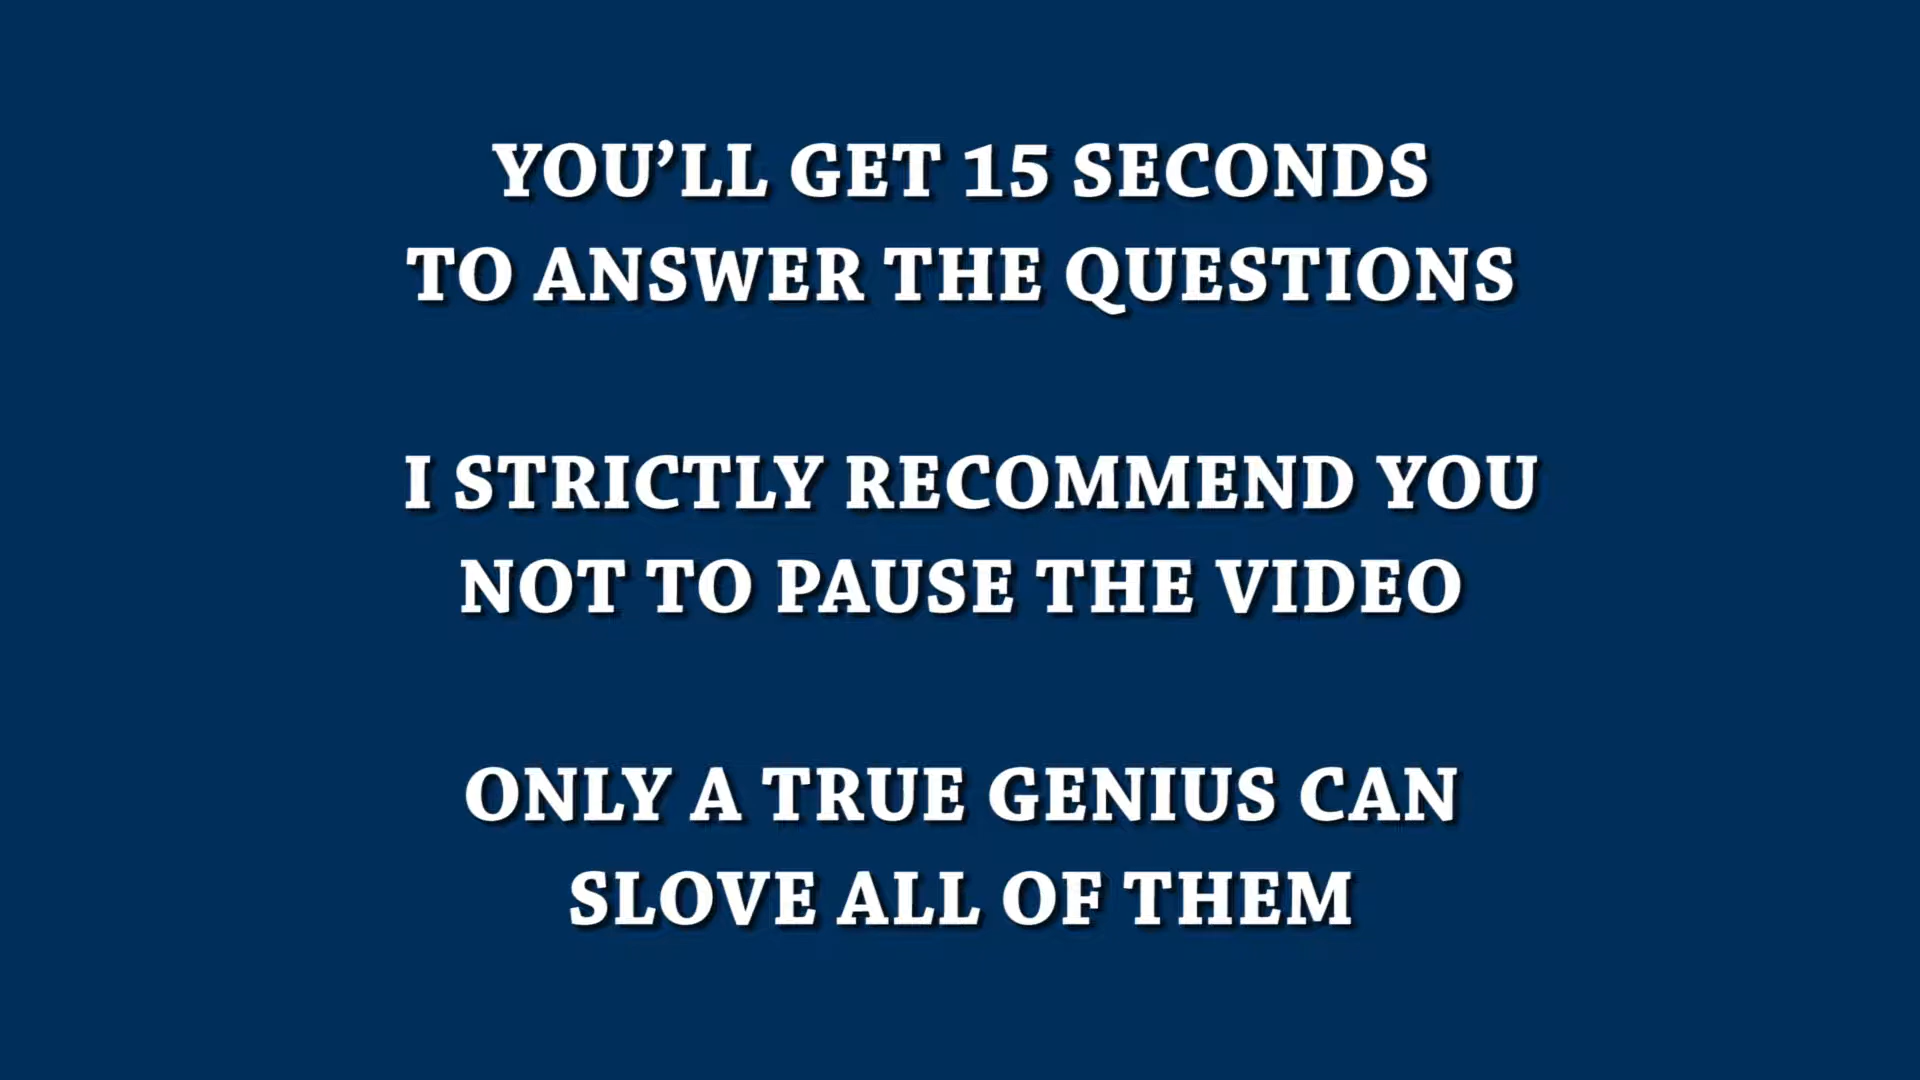 YOU’LL GET 15 SECONDS
TO ANSWER THE QUESTIONS
I STRICTLY RECOMMEND YOU
NOT TO PAUSE THE VIDEO
ONLY A TRUE GENIUS CAN
SLOVE ALL OF THEM